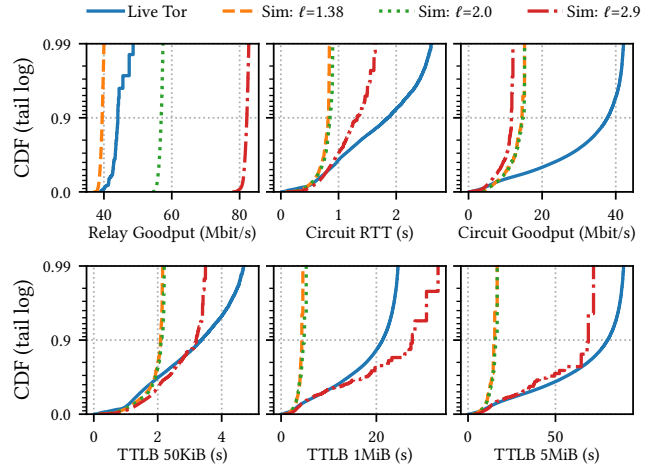 Live Tor Sim: ℓ=1.38 Sim: ℓ=2.0 Sim: ℓ=2.9
CDF (tail log)
0.99
0.9
0.0
40 60 80
Relay Goodput (Mbit/s)
0 1 2
Circuit RTT (s)
0 20 40
Circuit Goodput (Mbit/s)
CDF (tail log)
0.99
0.9
0.0
0 2 4
TTLB 50KiB (s)
0 20
TTLB 1MiB (s)
0 50
TTLB 5MiB (s)